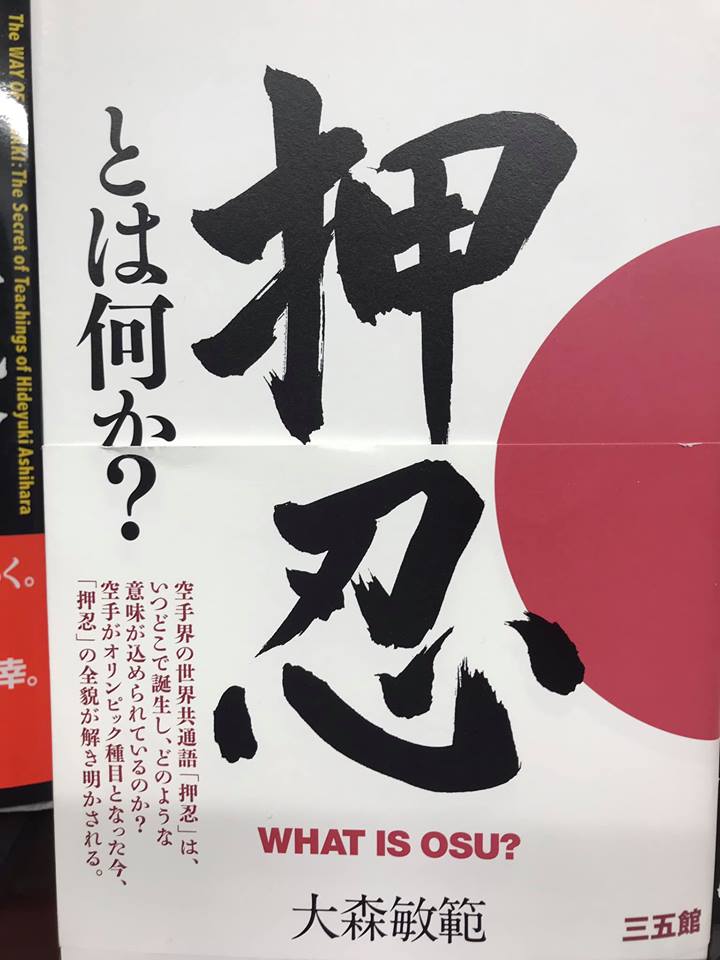 押忍
とは何か?
空手界の世界共通語「押忍」は、
いつどこで誕生し、どのような
意味が込められているのか?
空手がオリンピック種目となった今、
「押忍」の全貌が解き明かされる。
WHAT IS OSU?
大森敏範
三五館
The WAY OF
The Secret of Teachings of Hideyuki Ashihara
く。
幸。